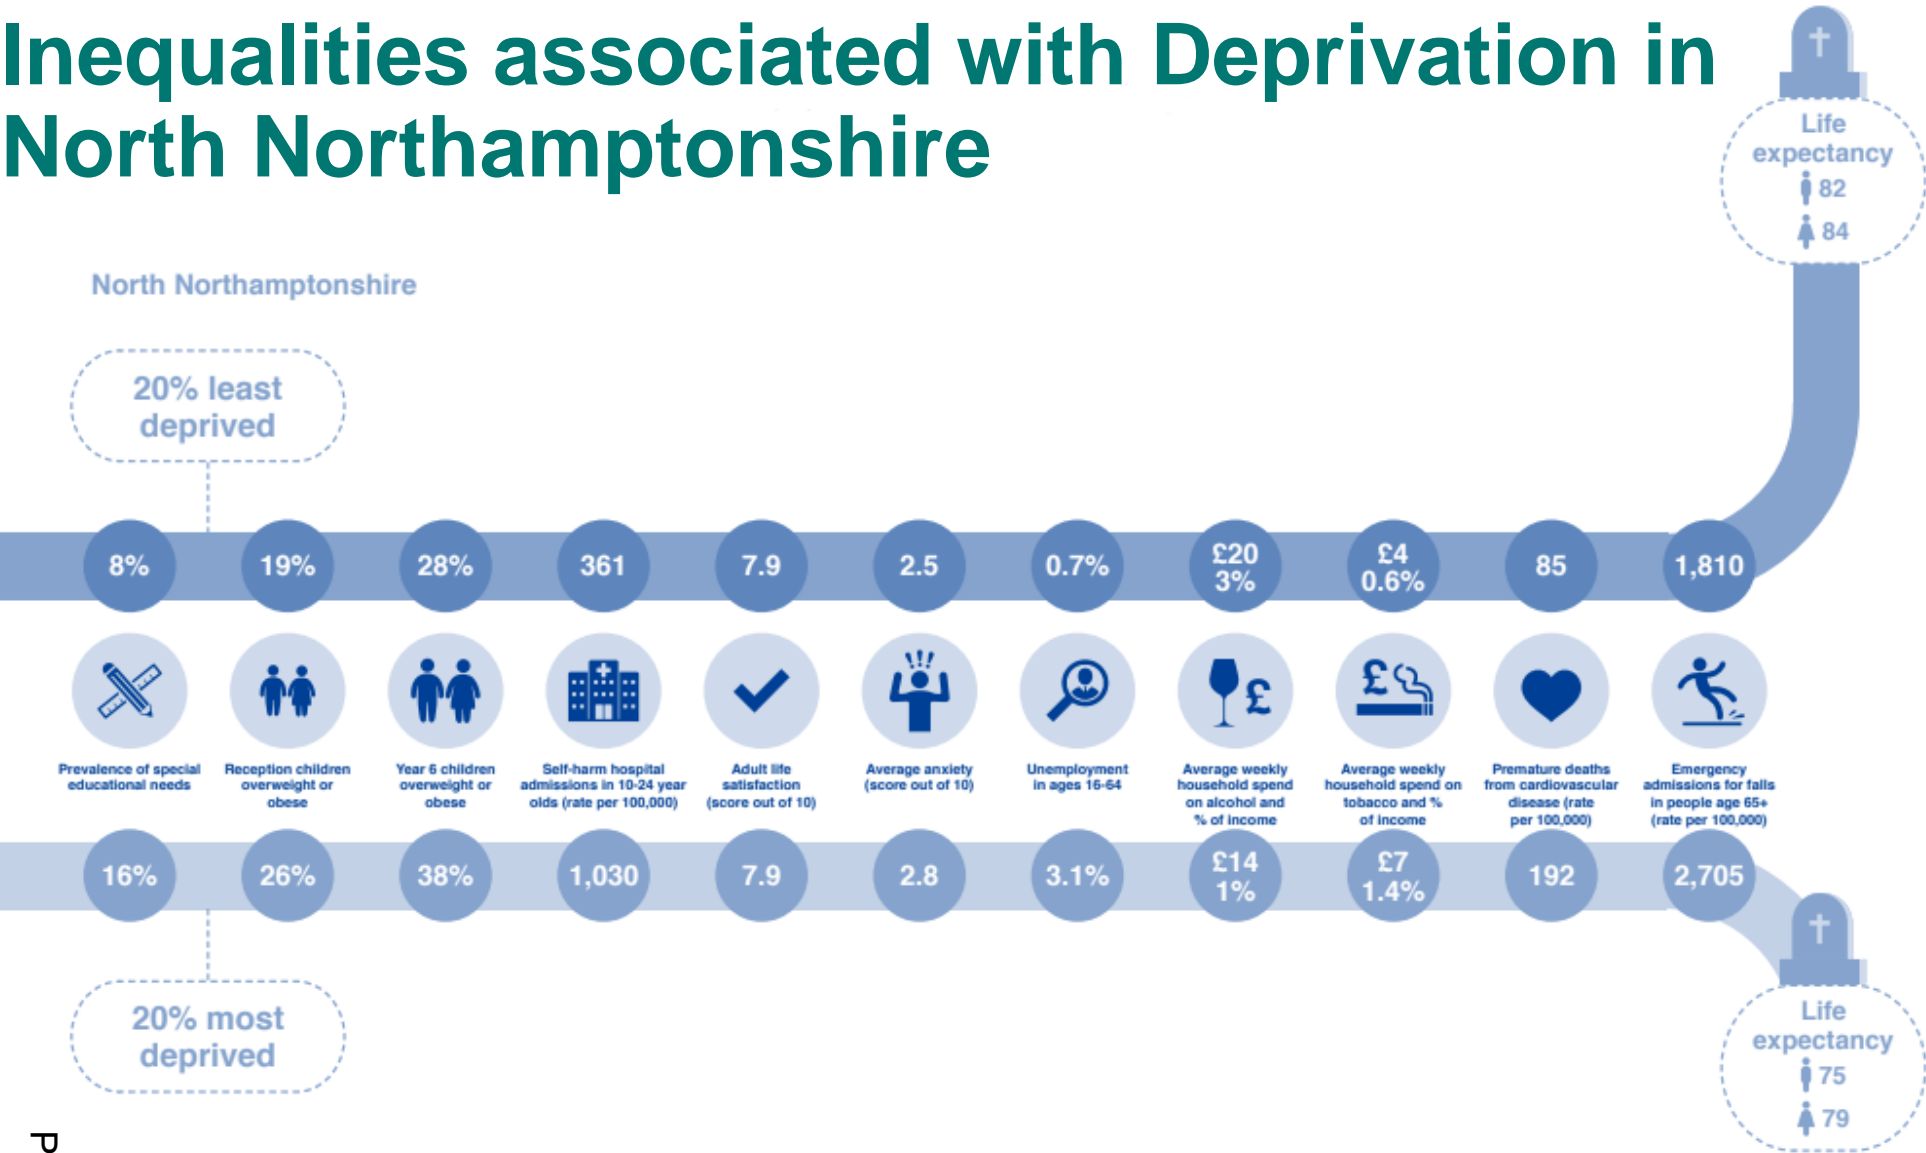 Inequalities associated with Deprivation in
North Northamptonshire
Life
expectancy
82
84
North Northamptonshire
20% least
deprived
8%
19%
28%
361
7.9
2.5
0.7%
£20
3%
£4
0.6%
85
1,810
!!!
£
£
Prevalence of special
educational needs
Reception children
overweight or
obese
Year 6 children
overweight or
obese
Self-harm hospital
admissions in 10-24 year
olds (rate per 100,000)
Adult life
satisfaction
(score out of 10)
Average anxiety
(score out of 10)
Unemployment
in ages 16-64
Average weekly
household spend
on alcohol and
% of income
Average weekly
household spend on
tobacco and %
of income
Premature deaths
from cardiovascular
disease (rate
per 100,000)
Emergency
admissions for falls
in people age 65+
(rate per 100,000)
16%
26%
38%
1,030
7.9
2.8
3.1%
£14
1%
£7
1.4%
192
2,705
20% most
deprived
Life
expectancy
75
79
P